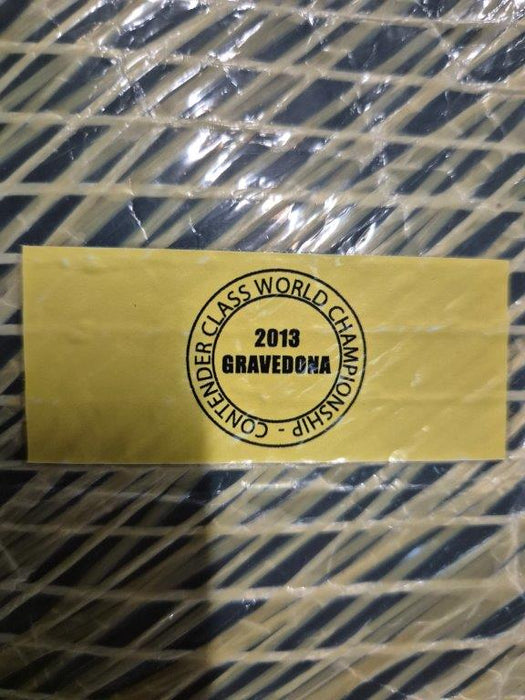 CONTENDER CLASS WORLD CHAMPIONSHIP -
2013
GRAVEDONA